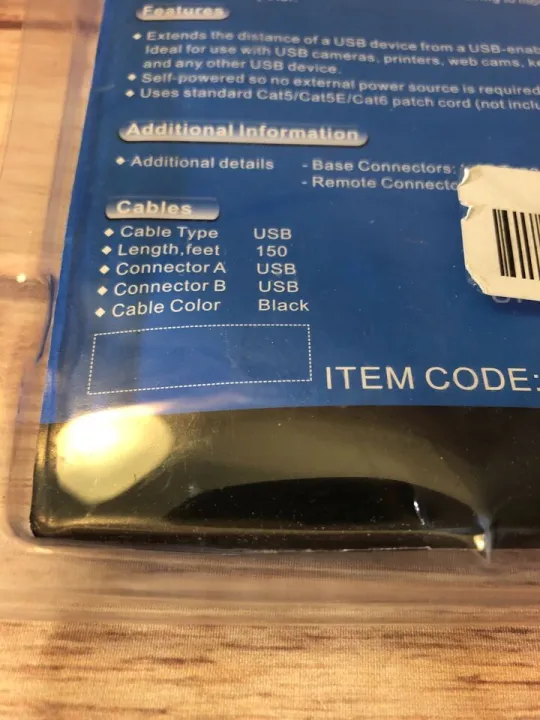 Features
◆ Extends the distance of a USB device from a USB-enab
Ideal for use with USB cameras, printers, web cams, ke
and any other USB device.
◆ Self-powered so no external power source is required
◆ Uses standard Cat5/Cat5E/Cat6 patch cord (not inclu
Additional Information
◆ Additional details - Base Connectors:
- Remote Connecto
Cables
◆ Cable Type USB
◆ Length,feet 150
◆ Connector A USB
◆ Connector B USB
◆ Cable Color Black
ITEM CODE: